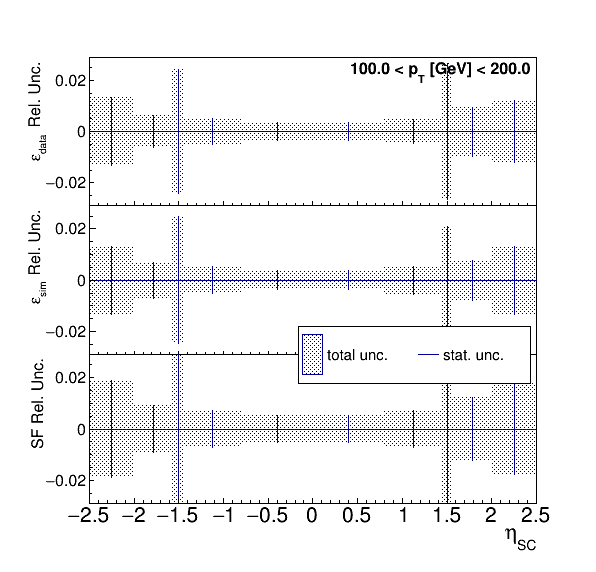 100.0 < p_T [GeV] < 200.0
ε_data Rel. Unc.
0.02
0
−0.02
ε_sim Rel. Unc.
0.02
0
−0.02
total unc. stat. unc.
SF Rel. Unc.
0.02
0
−0.02
−2.5 −2 −1.5 −1 −0.5 0 0.5 1 1.5 2 2.5
η_SC